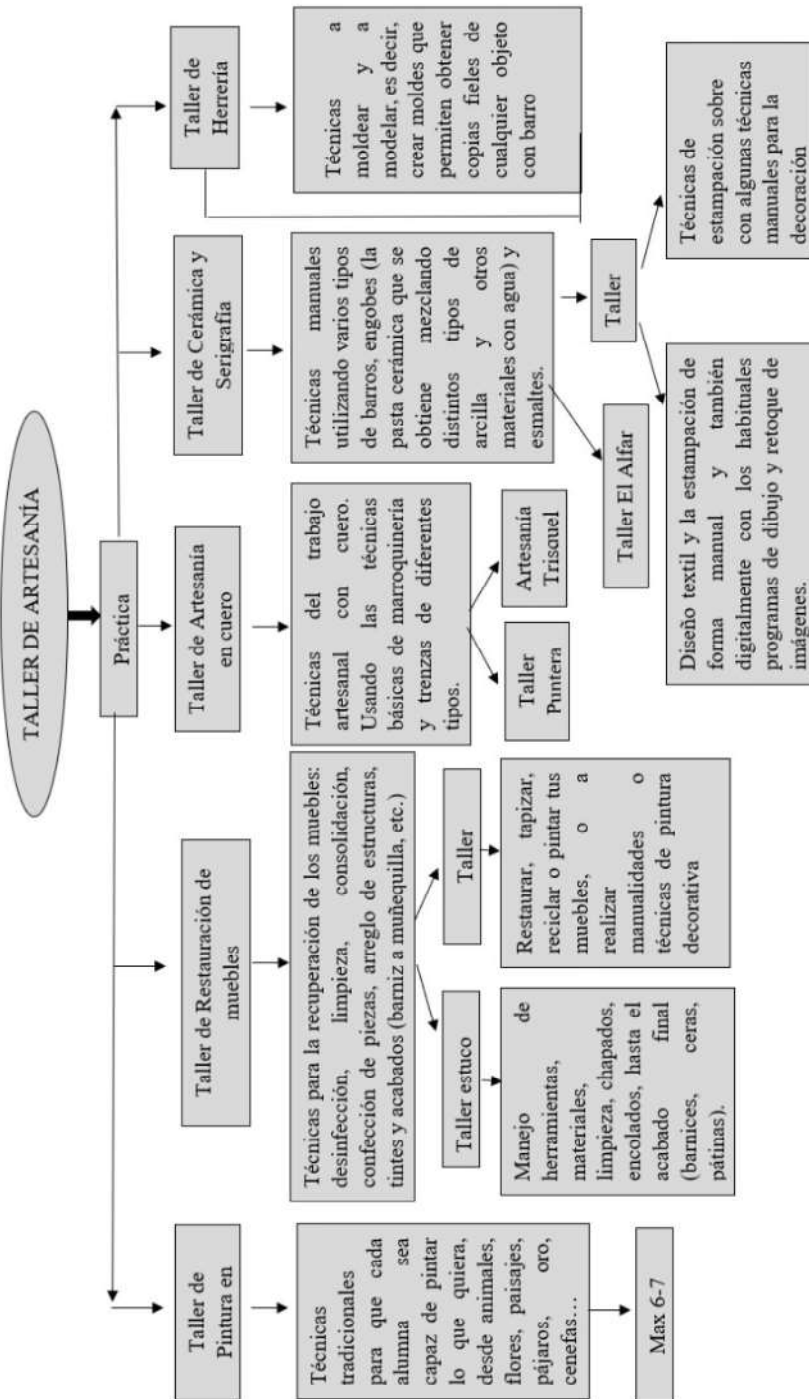 TALLER DE ARTESANÍA
Práctica
Taller de
Pintura en
Técnicas
tradicionales
para que cada
alumna sea
capaz de pintar
lo que quiera,
desde animales,
flores, paisajes,
pájaros, oro,
cenefas…
Max 6-7
Taller de Restauración de
muebles
Técnicas para la recuperación de los muebles:
desinfección, limpieza, consolidación,
confección de piezas, arreglo de estructuras,
tintes y acabados (barniz a muñequilla, etc.)
Taller estuco
Manejo de
herramientas,
materiales,
limpieza, chapados,
encolados, hasta el
acabado final
(barnices, ceras,
pátinas).
Taller
Restaurar, tapizar,
reciclar o pintar tus
muebles, o a
realizar
manualidades o
técnicas de pintura
decorativa
Taller de Artesanía
en cuero
Técnicas del trabajo
artesanal con cuero.
Usando las técnicas
básicas de marroquinería
y trenzas de diferentes
tipos.
Taller
Puntera
Artesanía
Trisquel
Taller de Cerámica y
Serigrafía
Técnicas manuales
utilizando varios tipos
de barros, engobes (la
pasta cerámica que se
obtiene mezclando
distintos tipos de
arcilla y otros
materiales con agua) y
esmaltes.
Taller El Alfar
Taller
Diseño textil y la estampación de
forma manual y también
digitalmente con los habituales
programas de dibujo y retoque de
imágenes.
Técnicas de
estampación sobre
con algunas técnicas
manuales para la
decoración
Taller de
Herrería
Técnicas a
moldear y a
modelar, es decir,
crear moldes que
permiten obtener
copias fieles de
cualquier objeto
con barro